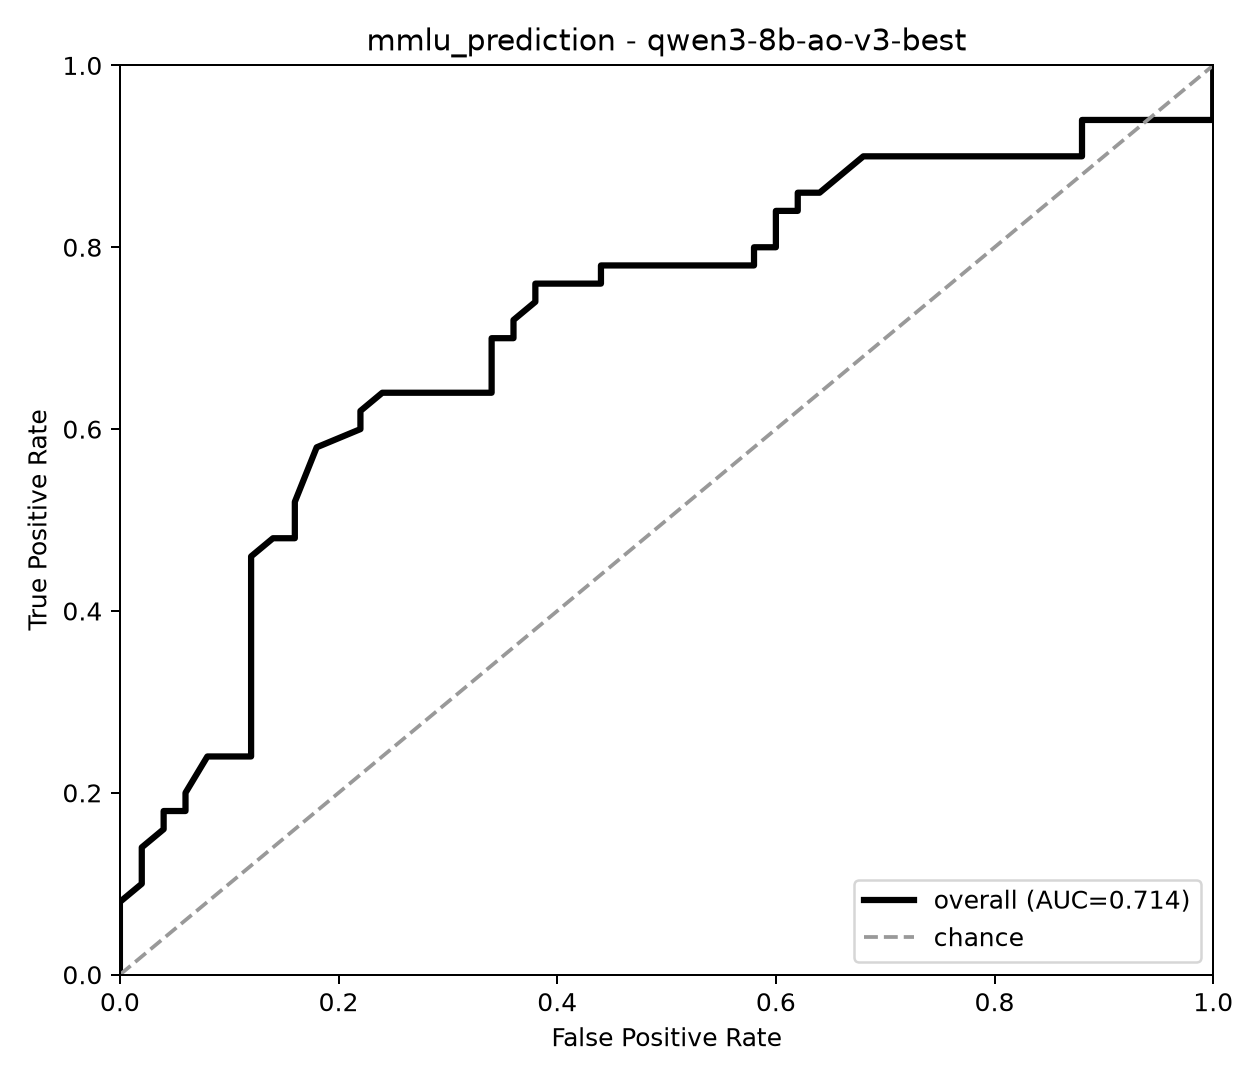 mmlu_prediction - qwen3-8b-ao-v3-best
1.0
0.8
0.6
0.4
0.2
0.0
True Positive Rate
overall (AUC=0.714)
chance
0.0 0.2 0.4 0.6 0.8 1.0
False Positive Rate